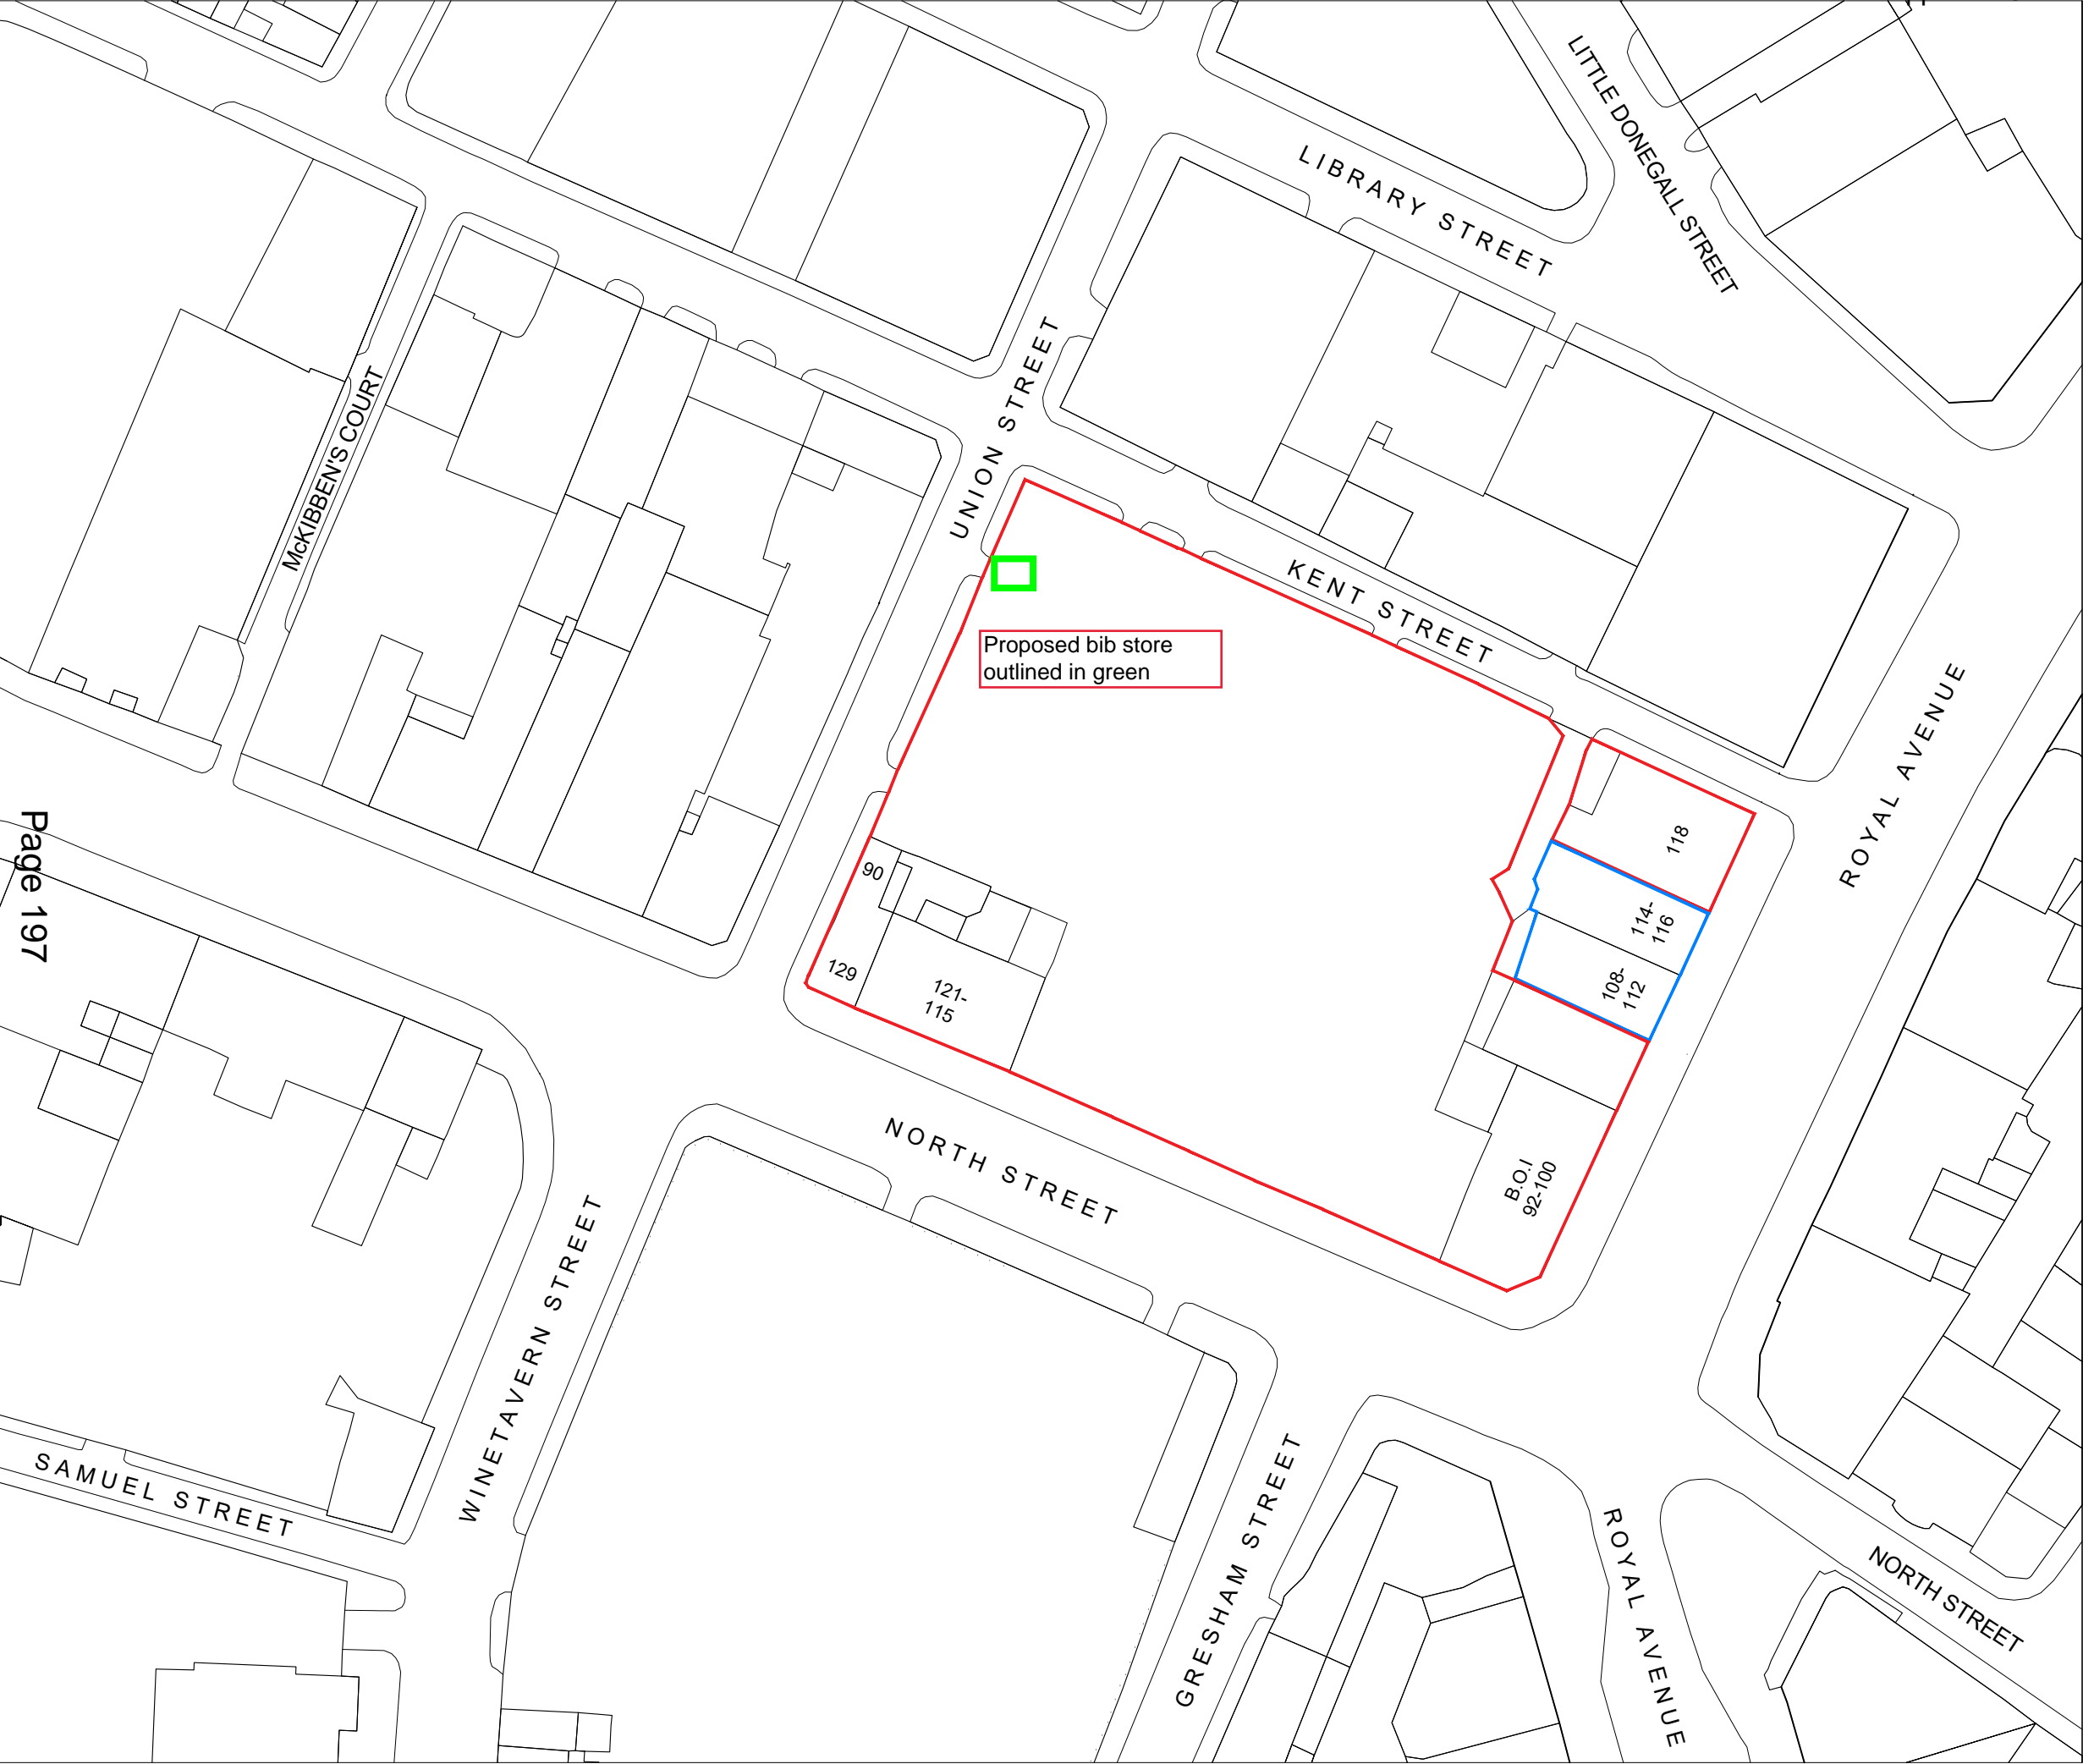 LITTLE DONEGALL STREET
LIBRARY STREET
UNION STREET
McKIBBEN'S COURT
KENT STREET
Proposed bib store
outlined in green
ROYAL AVENUE
Page 197
118
90
114-
116
129
121-
115
108-
112
NORTH STREET
B.O.I
92-100
WINETAVERN STREET
SAMUEL STREET
GRESHAM STREET
ROYAL AVENUE
NORTH STREET